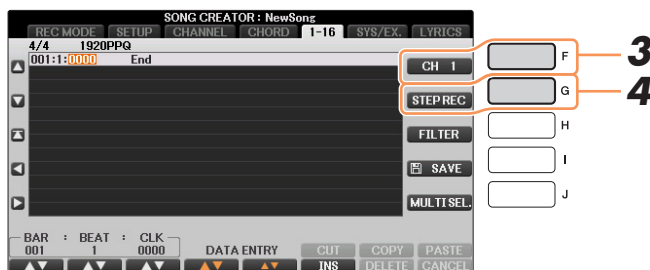 SONG CREATOR : NewSong
REC MODE SETUP CHANNEL CHORD 1-16 SYS/EX. LYRICS
4/4 1920PPQ
001:1:0000 End
CH 1 F 3
STEP REC G 4
FILTER H
SAVE I
MULTI SEL. J
BAR : BEAT : CLK
001 1 0000 DATA ENTRY CUT COPY PASTE
INS DELETE CANCEL